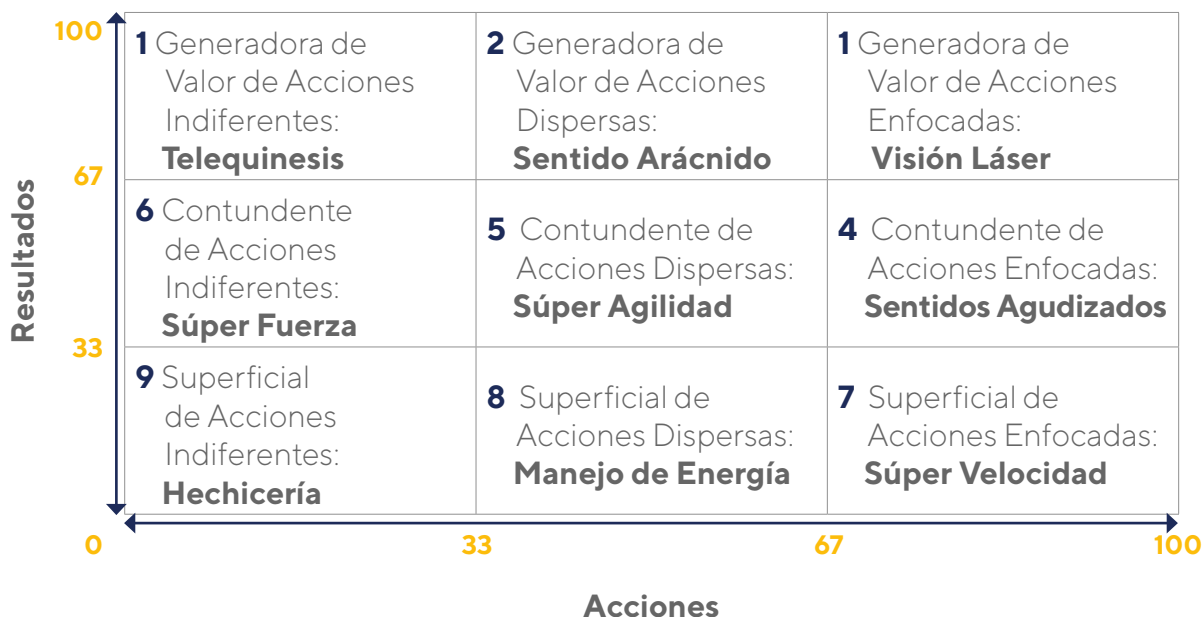 Resultados
100
67
33
0
1 Generadora de
Valor de Acciones
Indiferentes:
Telequinesis
2 Generadora de
Valor de Acciones
Dispersas:
Sentido Arácnido
1 Generadora de
Valor de Acciones
Enfocadas:
Visión Láser
6 Contundente
de Acciones
Indiferentes:
Súper Fuerza
5 Contundente de
Acciones Dispersas:
Súper Agilidad
4 Contundente de
Acciones Enfocadas:
Sentidos Agudizados
9 Superficial
de Acciones
Indiferentes:
Hechicería
8 Superficial de
Acciones Dispersas:
Manejo de Energía
7 Superficial de
Acciones Enfocadas:
Súper Velocidad
33
67
100
Acciones